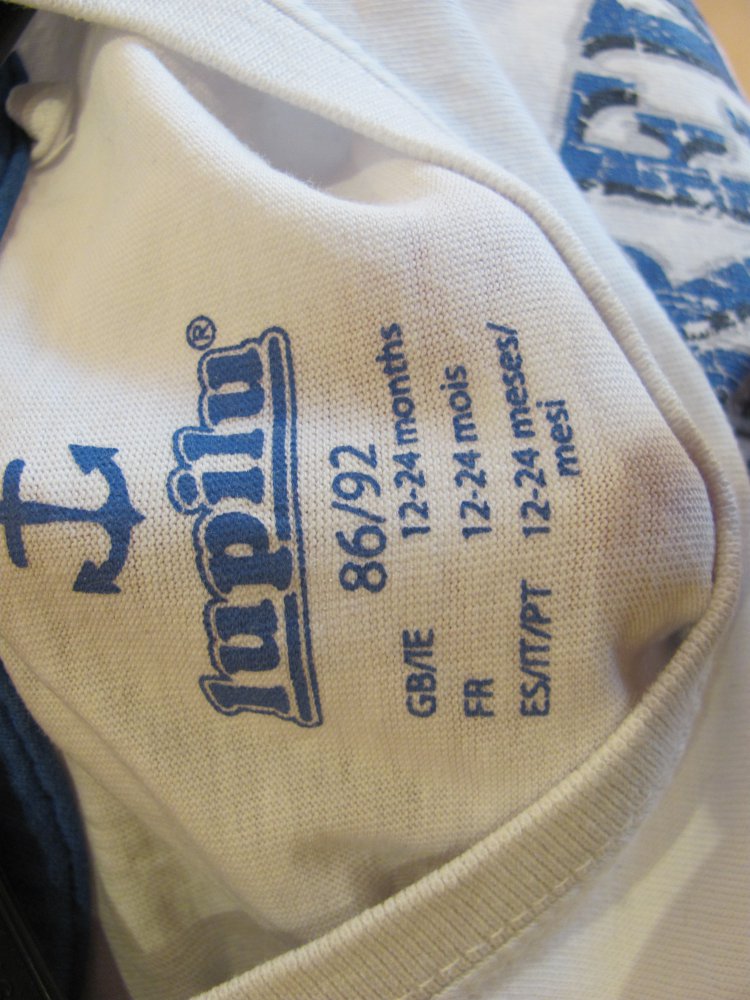 lupilu®
86/92
GB/IE 12-24 months
FR 12-24 mois
ES/IT/PT 12-24 meses/
mesi